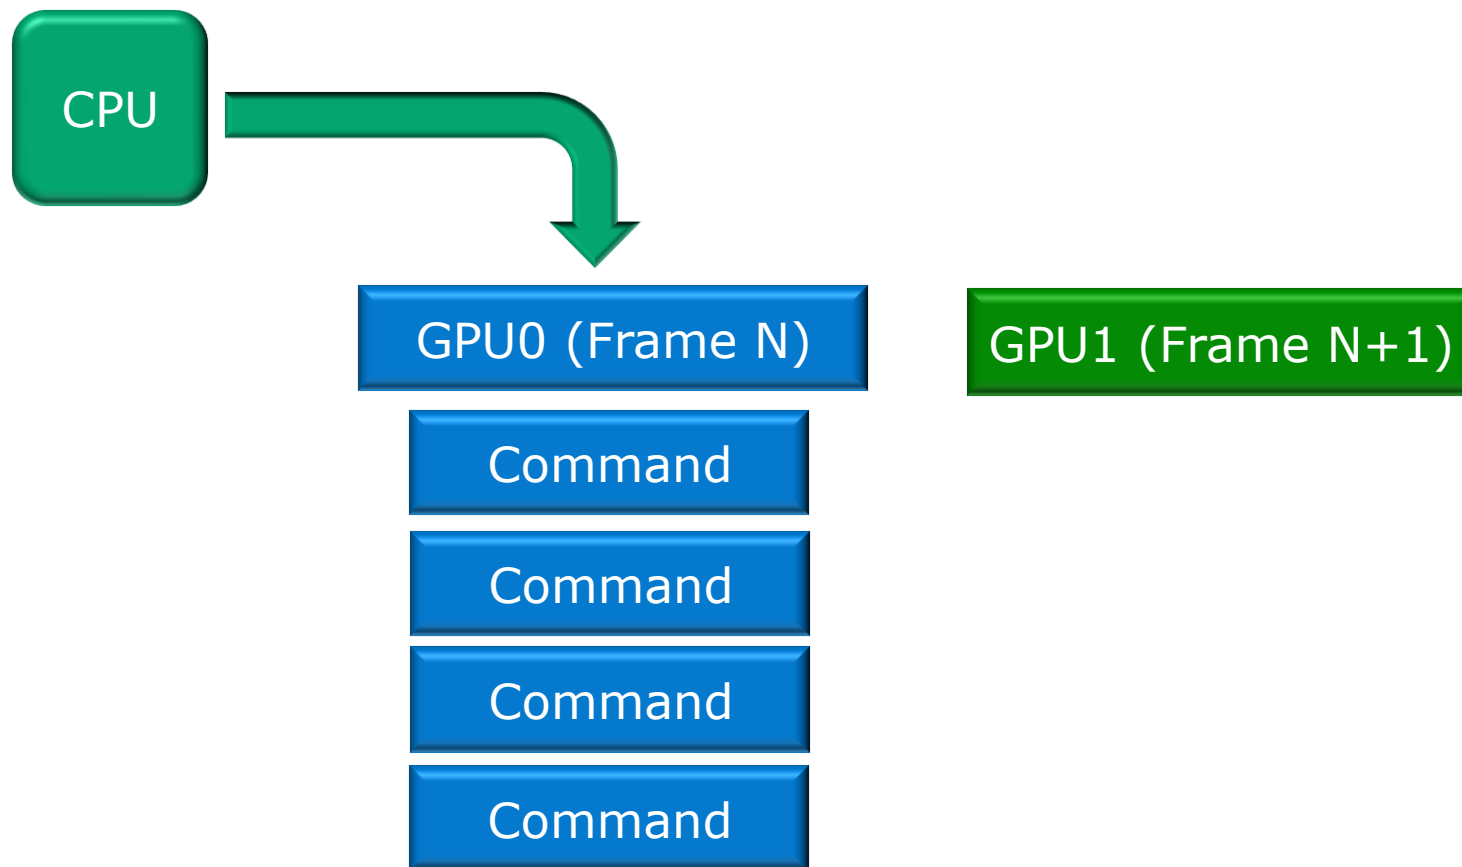 CPU
GPU0 (Frame N)
GPU1 (Frame N+1)
Command
Command
Command
Command